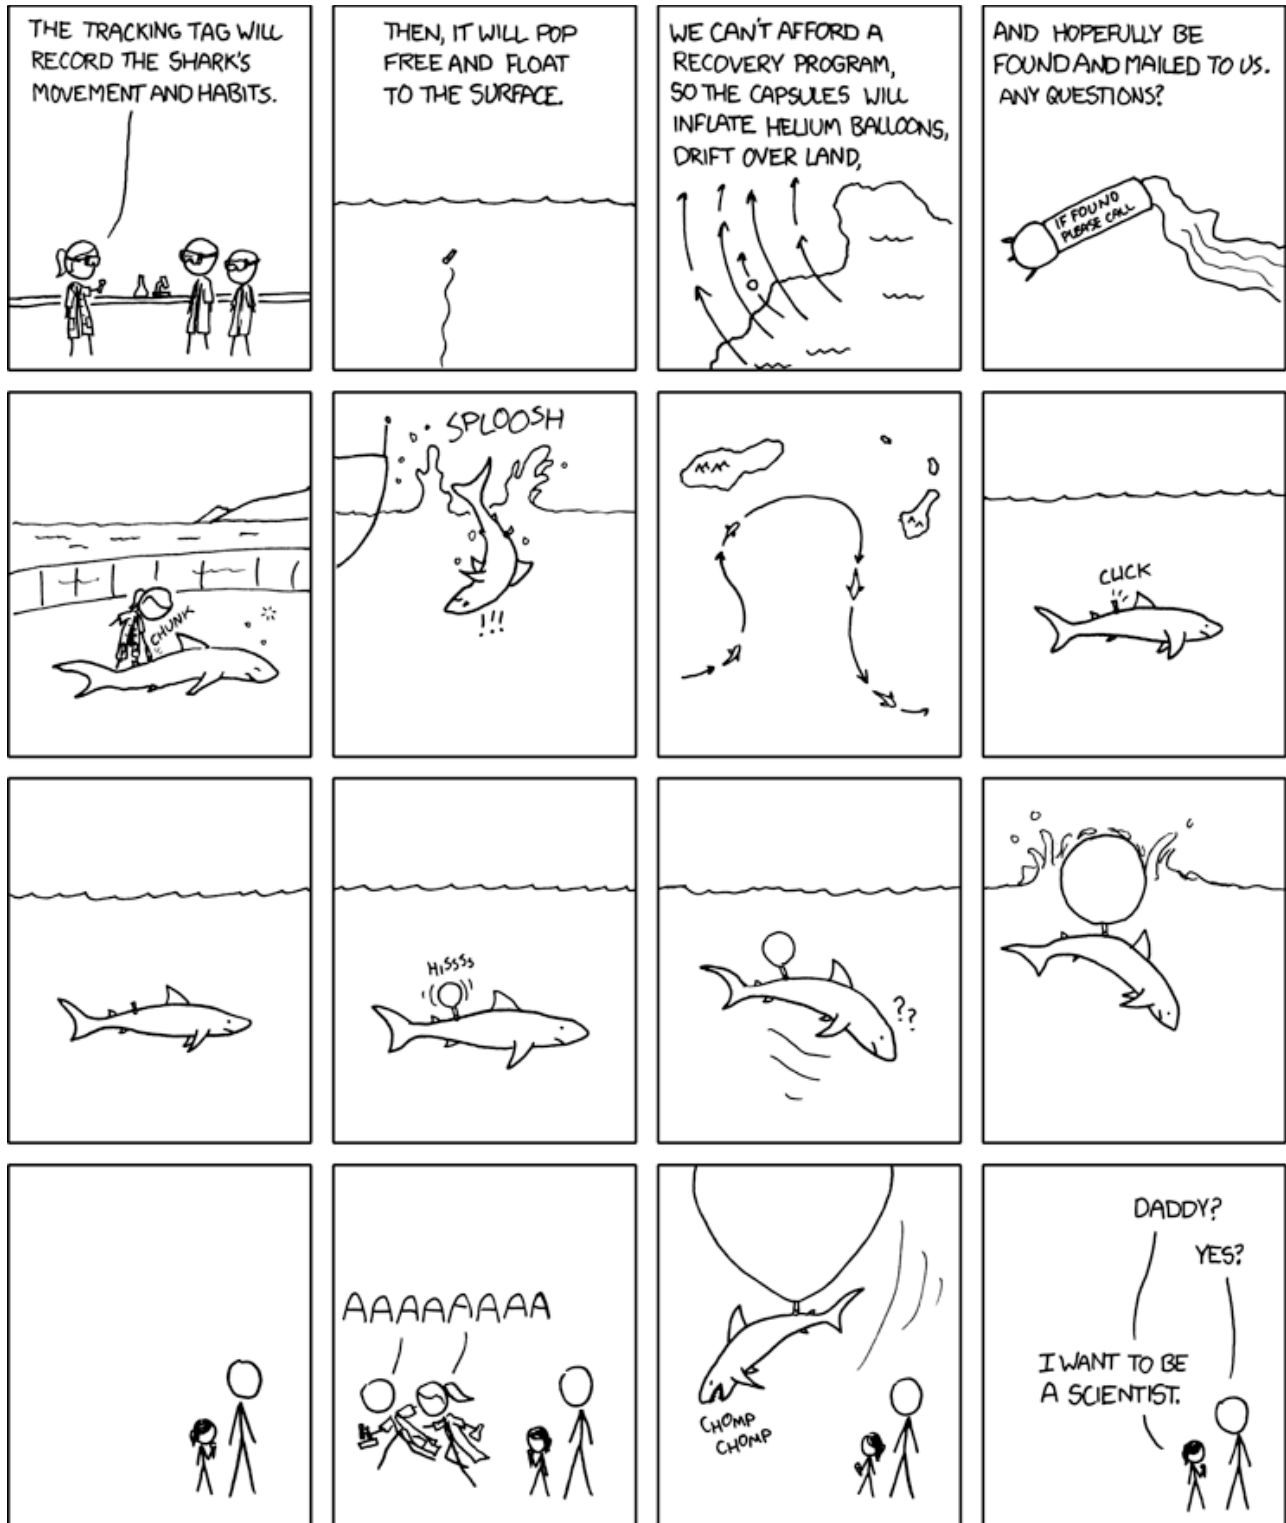 THE TRACKING TAG WILL
RECORD THE SHARK'S
MOVEMENT AND HABITS.
THEN, IT WILL POP
FREE AND FLOAT
TO THE SURFACE.
WE CAN'T AFFORD A
RECOVERY PROGRAM,
SO THE CAPSULES WILL
INFLATE HELIUM BALLOONS,
DRIFT OVER LAND,
AND HOPEFULLY BE
FOUND AND MAILED TO US.
ANY QUESTIONS?
IF FOUND
PLEASE CALL
CHUNK
SPLOOSH
!!!
CLICK
HISSSS
??
AAAAAAAA
CHOMP
CHOMP
DADDY?
YES?
I WANT TO BE
A SCIENTIST.